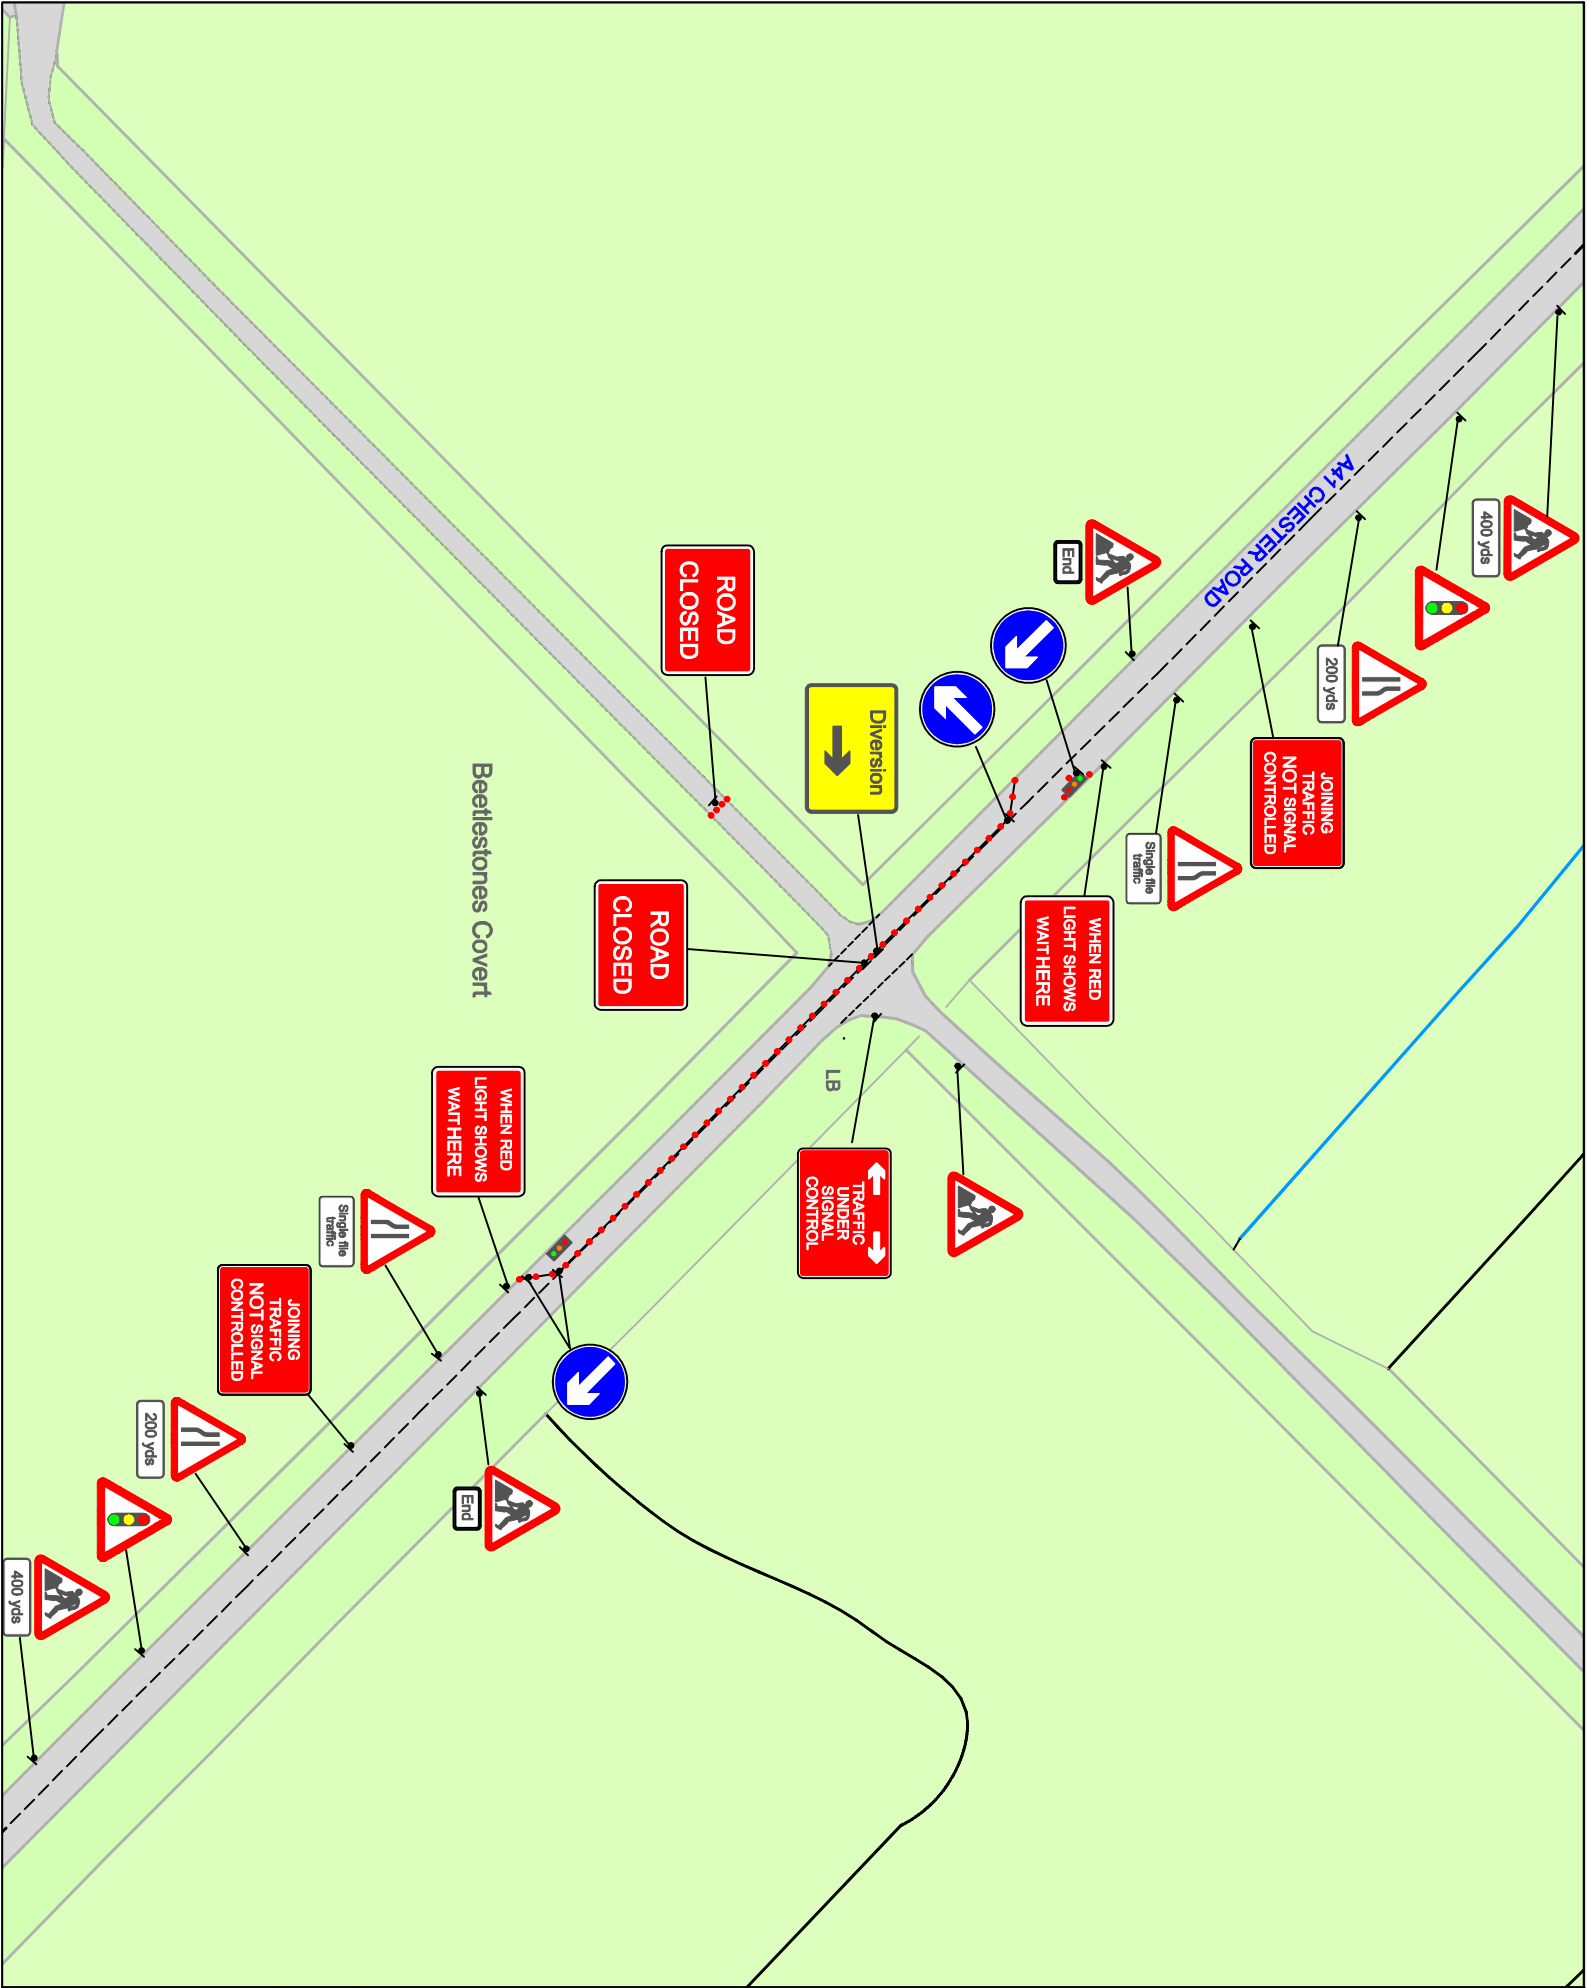 400 yds
200 yds
JOINING
TRAFFIC
NOT SIGNAL
CONTROLLED
Single file
traffic
WHEN RED
LIGHT SHOWS
WAIT HERE
A41 CHESTER ROAD
End
Diversion
ROAD
CLOSED
ROAD
CLOSED
Beetlestones Covert
LB
TRAFFIC
UNDER
SIGNAL
CONTROL
WHEN RED
LIGHT SHOWS
WAIT HERE
Single file
traffic
JOINING
TRAFFIC
NOT SIGNAL
CONTROLLED
200 yds
End
400 yds